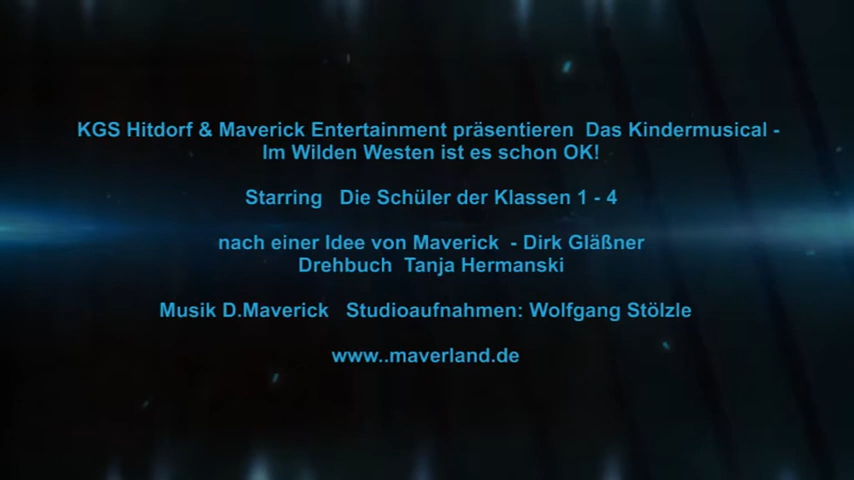 KGS Hitdorf & Maverick Entertainment präsentieren  Das Kindermusical -
Im Wilden Westen ist es schon OK!
Starring   Die Schüler der Klassen 1 - 4
nach einer Idee von Maverick  - Dirk Gläßner
Drehbuch  Tanja Hermanski
Musik D.Maverick   Studioaufnahmen: Wolfgang Stölzle
www..maverland.de